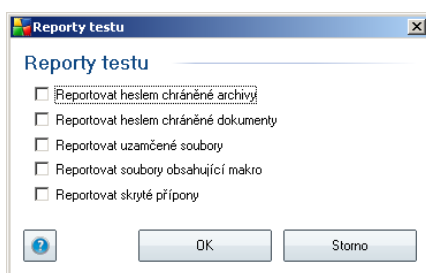 Reporty testu
Reporty testu
Reportovat heslem chráněné archivy
Reportovat heslem chráněné dokumenty
Reportovat uzamčené soubory
Reportovat soubory obsahující makro
Reportovat skryté přípony
OK Storno